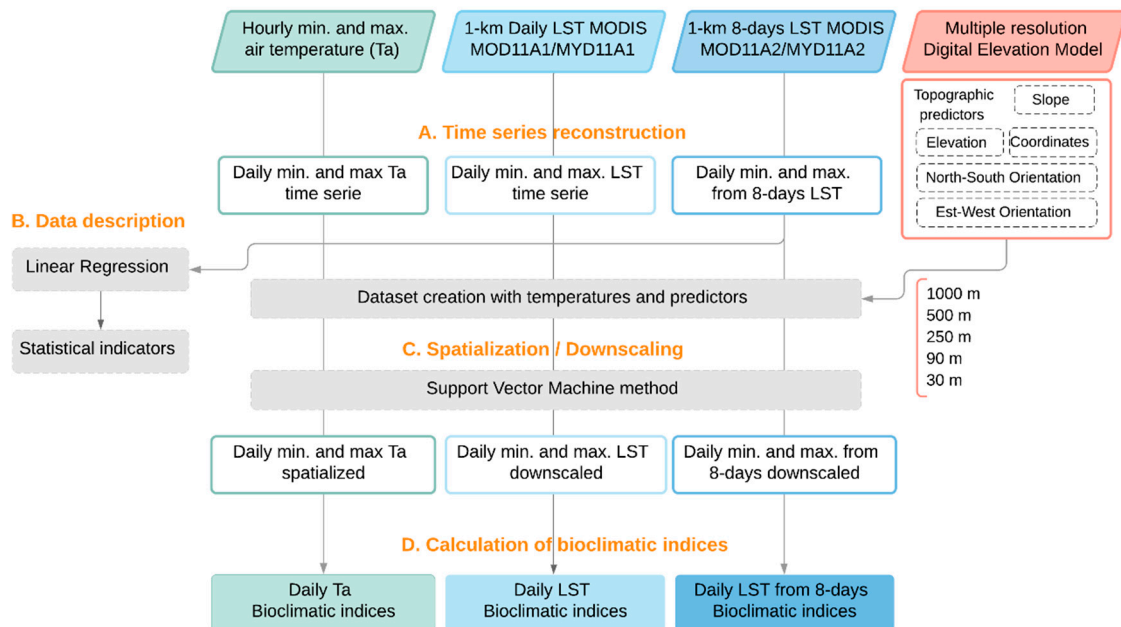 Hourly min. and max.
air temperature (Ta)
1-km Daily LST MODIS
MOD11A1/MYD11A1
1-km 8-days LST MODIS
MOD11A2/MYD11A2
Multiple resolution
Digital Elevation Model
Topographic
predictors
Slope
Elevation
Coordinates
North-South Orientation
Est-West Orientation
A. Time series reconstruction
Daily min. and max Ta
time serie
Daily min. and max. LST
time serie
Daily min. and max.
from 8-days LST
B. Data description
Linear Regression
Statistical indicators
Dataset creation with temperatures and predictors
1000 m
500 m
250 m
90 m
30 m
C. Spatialization / Downscaling
Support Vector Machine method
Daily min. and max Ta
spatialized
Daily min. and max. LST
downscaled
Daily min. and max. from
8-days downscaled
D. Calculation of bioclimatic indices
Daily Ta
Bioclimatic indices
Daily LST
Bioclimatic indices
Daily LST from 8-days
Bioclimatic indices